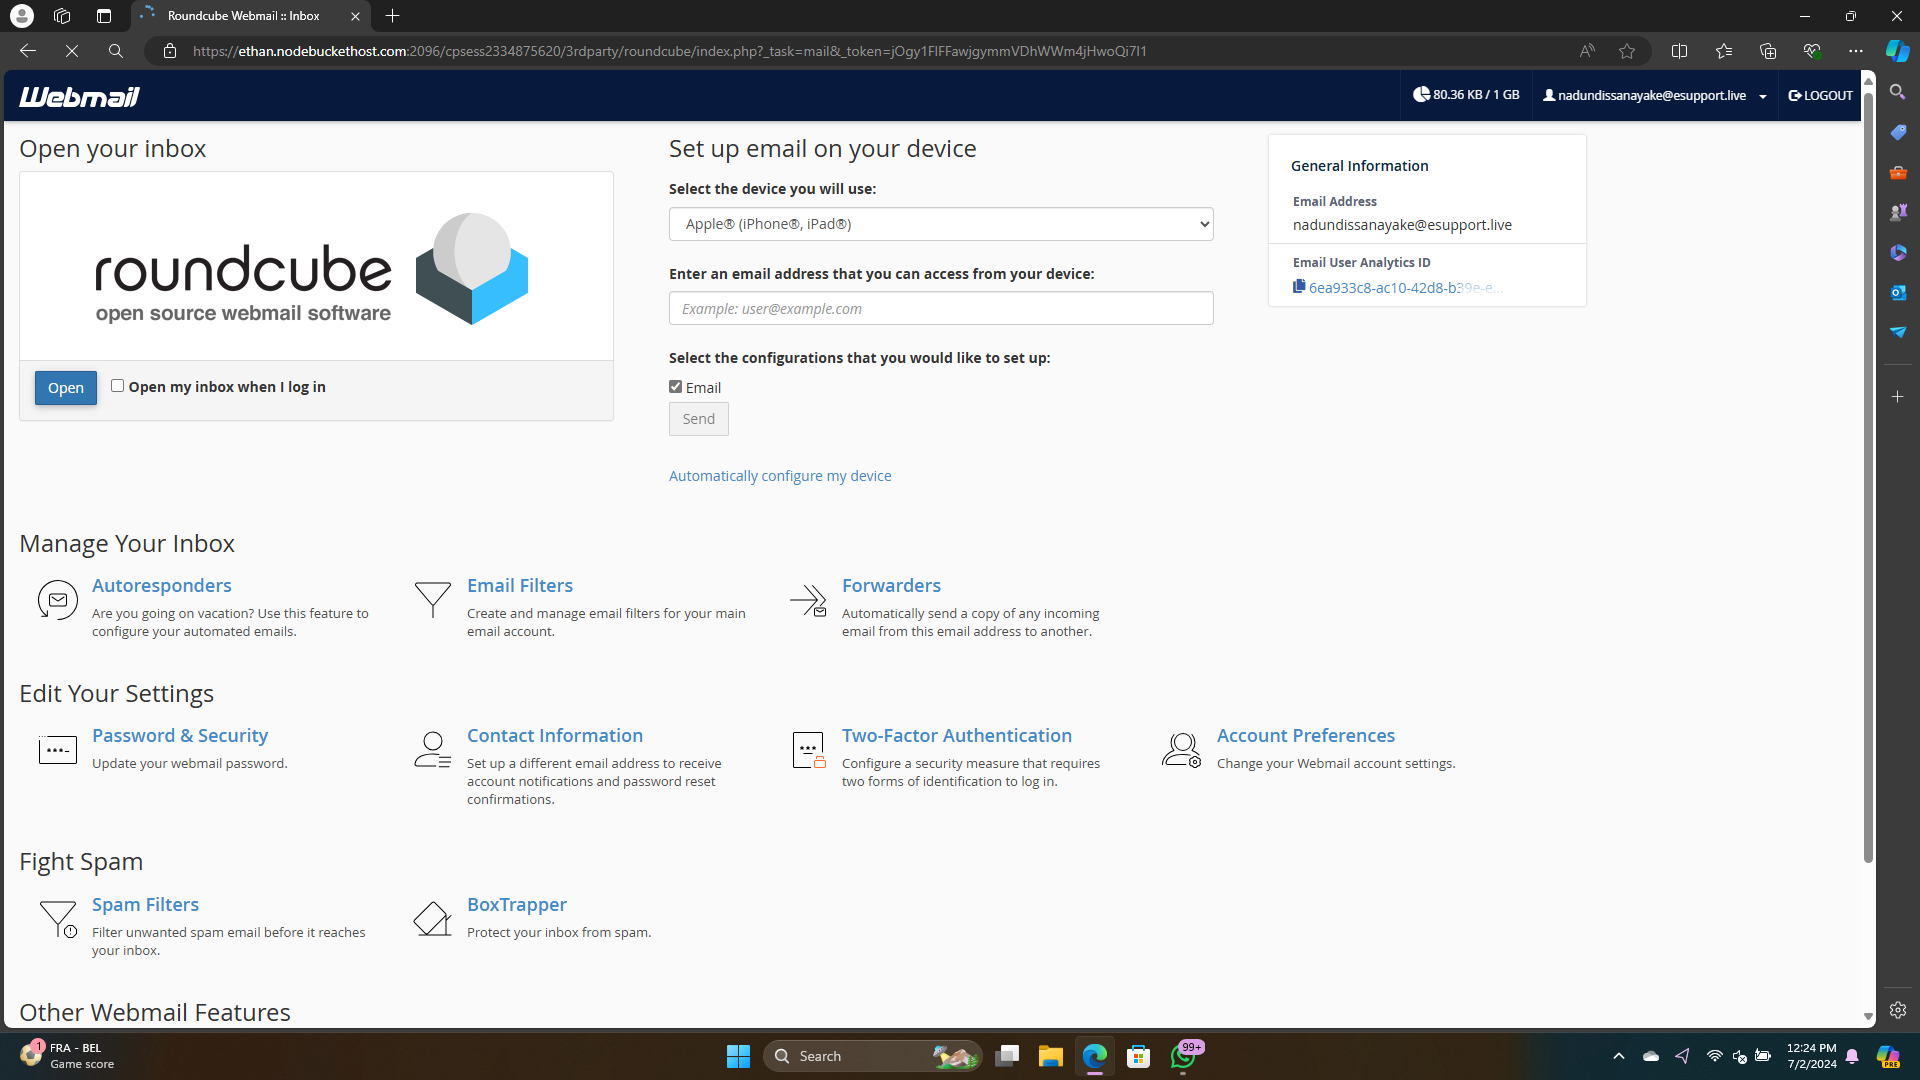 Roundcube Webmail :: Inbox
https://ethan.nodebuckethost.com:2096/cpsess2334875620/3rdparty/roundcube/index.php?_task=mail&_token=jOgy1FlFFawjgymmVDhWWm4jHwoQi7I1
Webmail
80.36 KB / 1 GB
nadundissanayake@esupport.live
LOGOUT
Open your inbox
roundcube
open source webmail software
Open
Open my inbox when I log in
Set up email on your device
Select the device you will use:
Apple® (iPhone®, iPad®)
Enter an email address that you can access from your device:
Example: user@example.com
Select the configurations that you would like to set up:
Email
Send
Automatically configure my device
General Information
Email Address
nadundissanayake@esupport.live
Email User Analytics ID
6ea933c8-ac10-42d8-b39e-e...
Manage Your Inbox
Autoresponders
Are you going on vacation? Use this feature to
configure your automated emails.
Email Filters
Create and manage email filters for your main
email account.
Forwarders
Automatically send a copy of any incoming
email from this email address to another.
Edit Your Settings
Password & Security
Update your webmail password.
Contact Information
Set up a different email address to receive
account notifications and password reset
confirmations.
Two-Factor Authentication
Configure a security measure that requires
two forms of identification to log in.
Account Preferences
Change your Webmail account settings.
Fight Spam
Spam Filters
Filter unwanted spam email before it reaches
your inbox.
BoxTrapper
Protect your inbox from spam.
Other Webmail Features
1
FRA - BEL
Game score
Search
99+
12:24 PM
7/2/2024
PRE